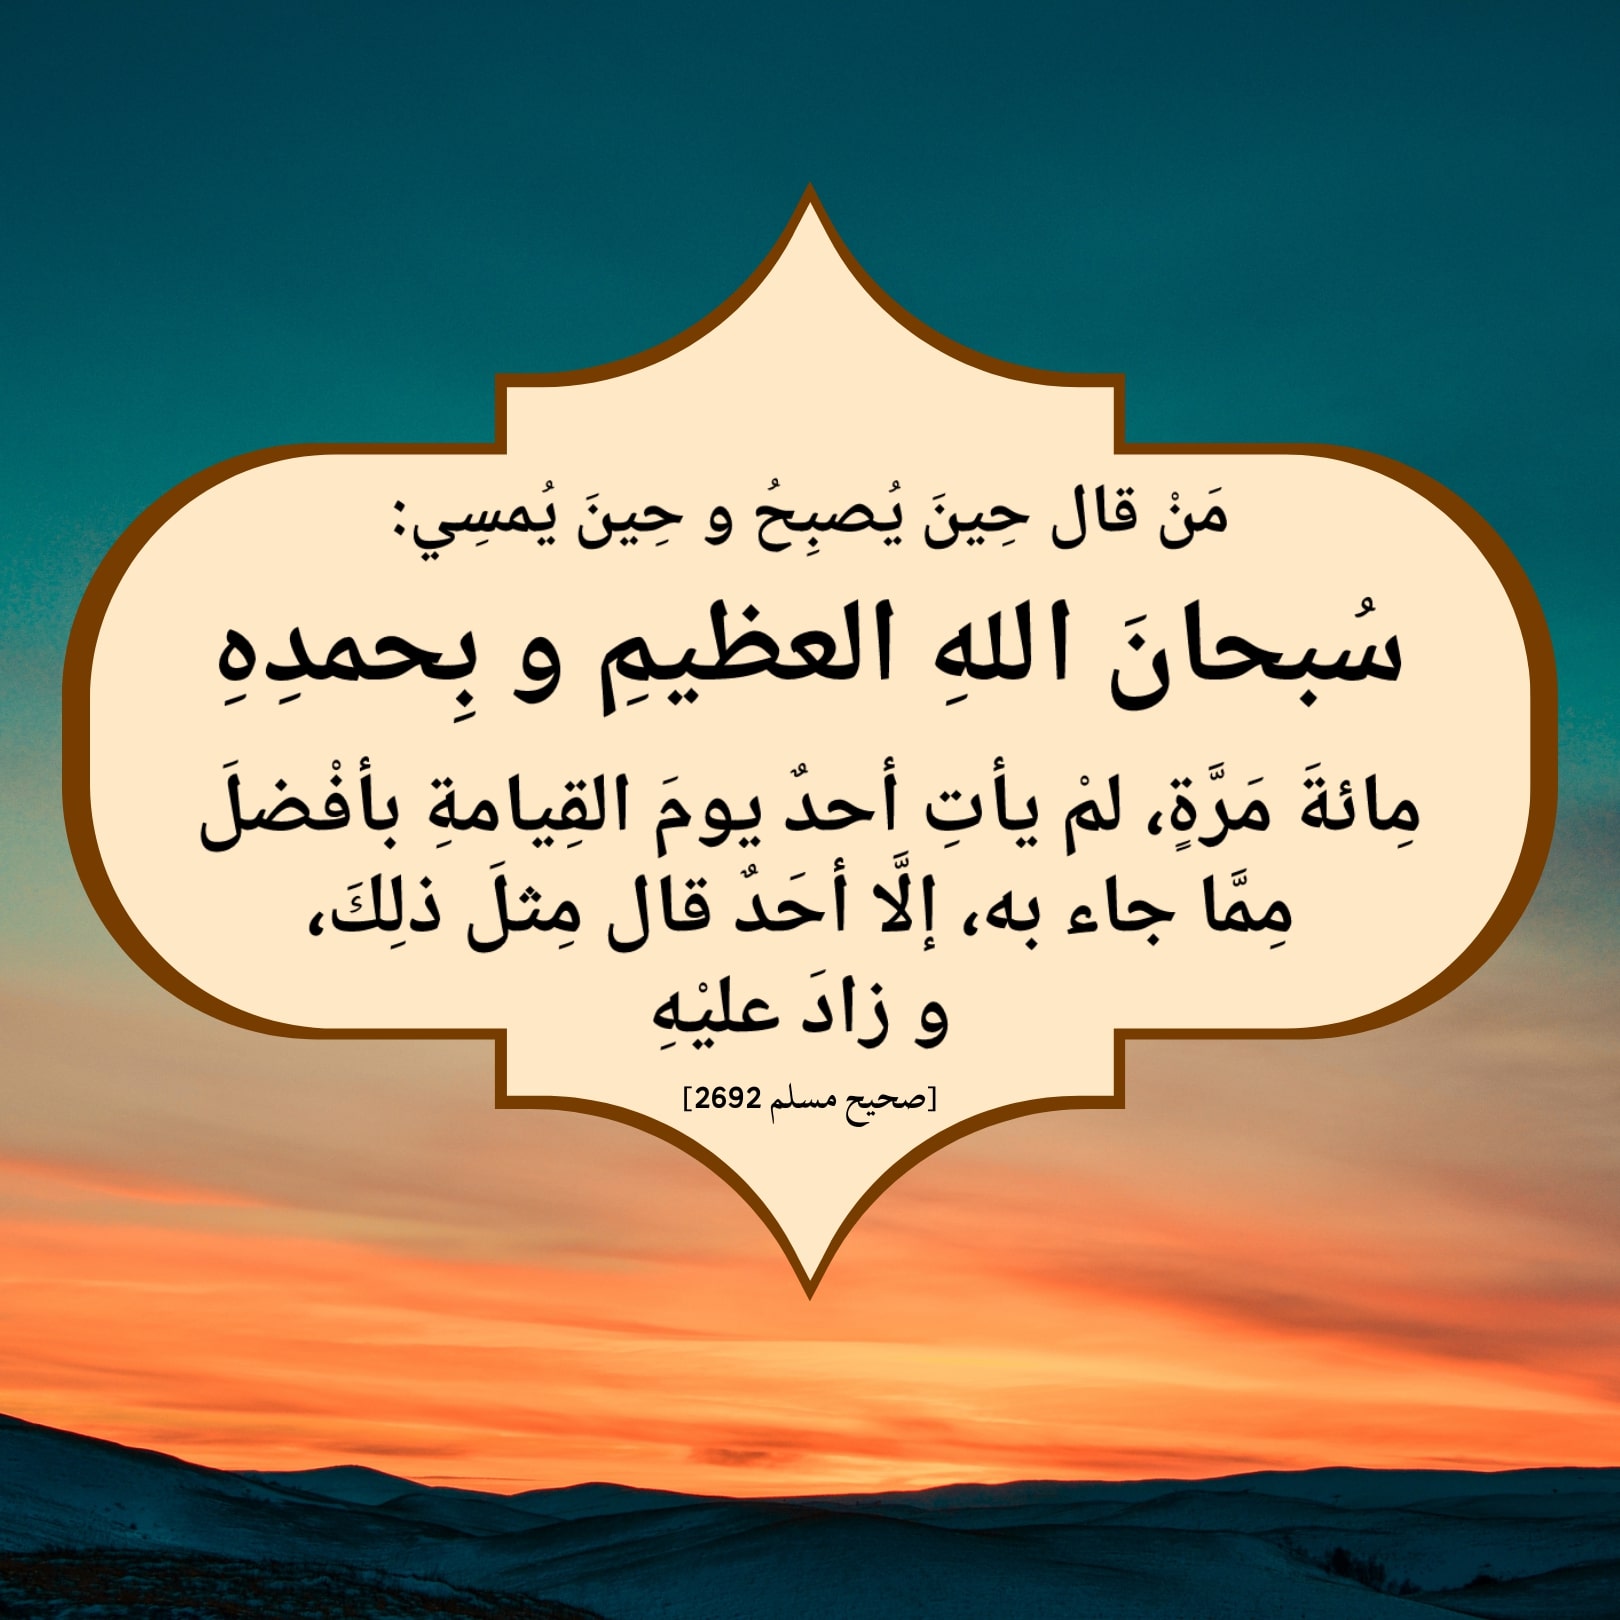 مَنْ قال حِينَ يُصبِحُ و حِينَ يُمسِي:
سُبحانَ اللهِ العظيمِ و بِحمدِهِ
مِائةَ مَرَّةٍ، لمْ يأتِ أحدٌ يومَ القِيامةِ بأفْضلَ
مِمَّا جاء به، إلَّا أحَدٌ قال مِثلَ ذلِكَ،
و زادَ عليْهِ
[صحيح مسلم 2692]